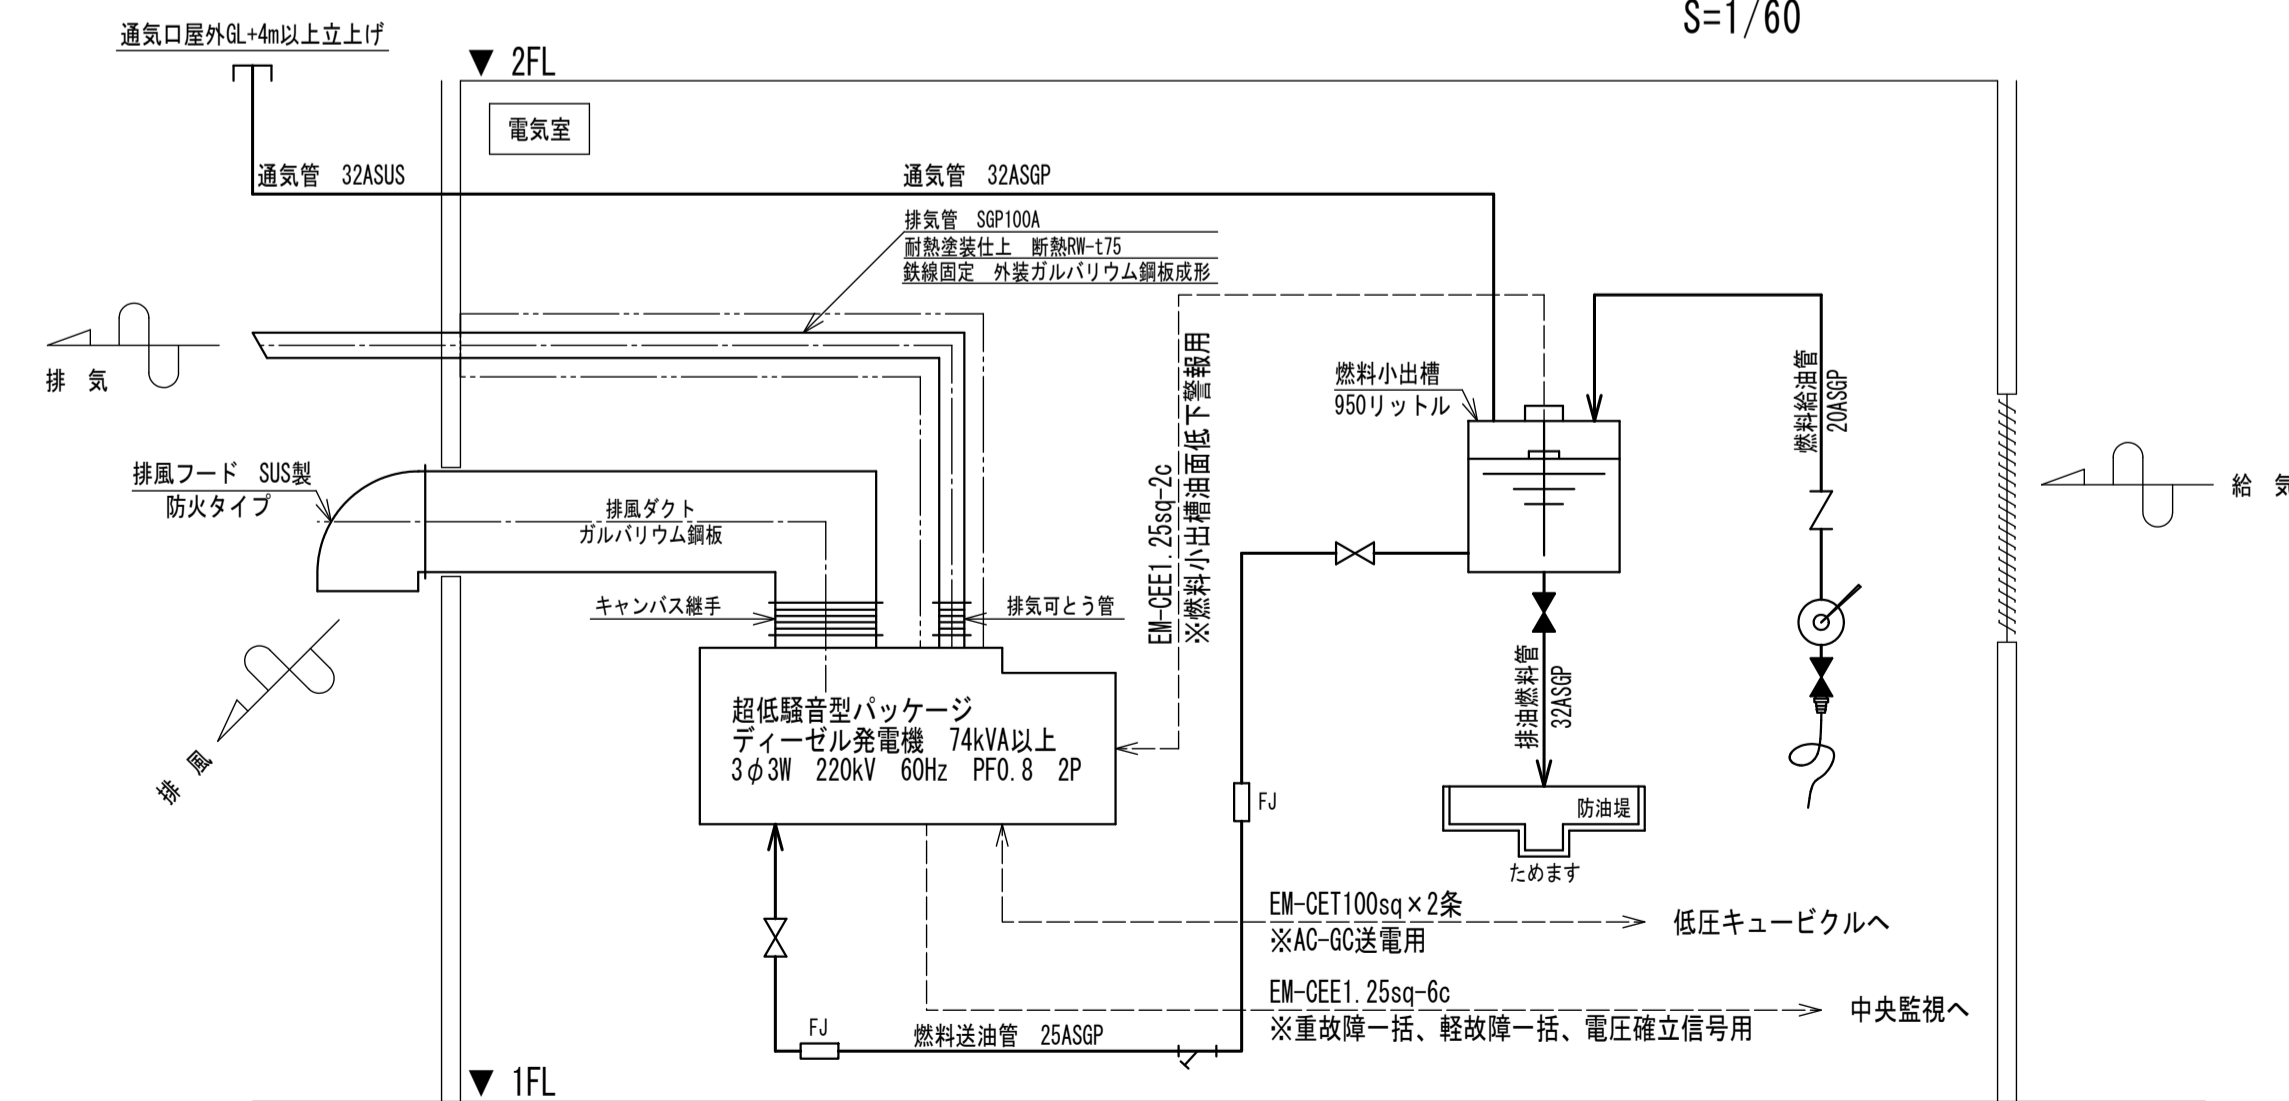 S=1/60
通気口屋外GL+4m以上立上げ
▼ 2FL
電気室
通気管　32ASUS
通気管　32ASGP
排気管　SGP100A
耐熱塗装仕上　断熱RW-t75
鉄線固定　外装ガルバリウム鋼板成形
排　気
燃料小出槽
950リットル
燃料給油管
20ASGP
EM-CEE1.25sq-2c
※燃料小出槽油面低下警報用
排風フード　SUS製
防火タイプ
排風ダクト
ガルバリウム鋼板
給　気
キャンバス継手
排気可とう管
排　風
超低騒音型パッケージ
ディーゼル発電機　74kVA以上
3φ3W　220kV　60Hz　PF0.8　2P
排油燃料管
32ASGP
FJ
防油堤
ためます
EM-CET100sq×2条
※AC-GC送電用
低圧キュービクルへ
EM-CEE1.25sq-6c
※重故障一括、軽故障一括、電圧確立信号用
中央監視へ
FJ
燃料送油管　25ASGP
▼ 1FL